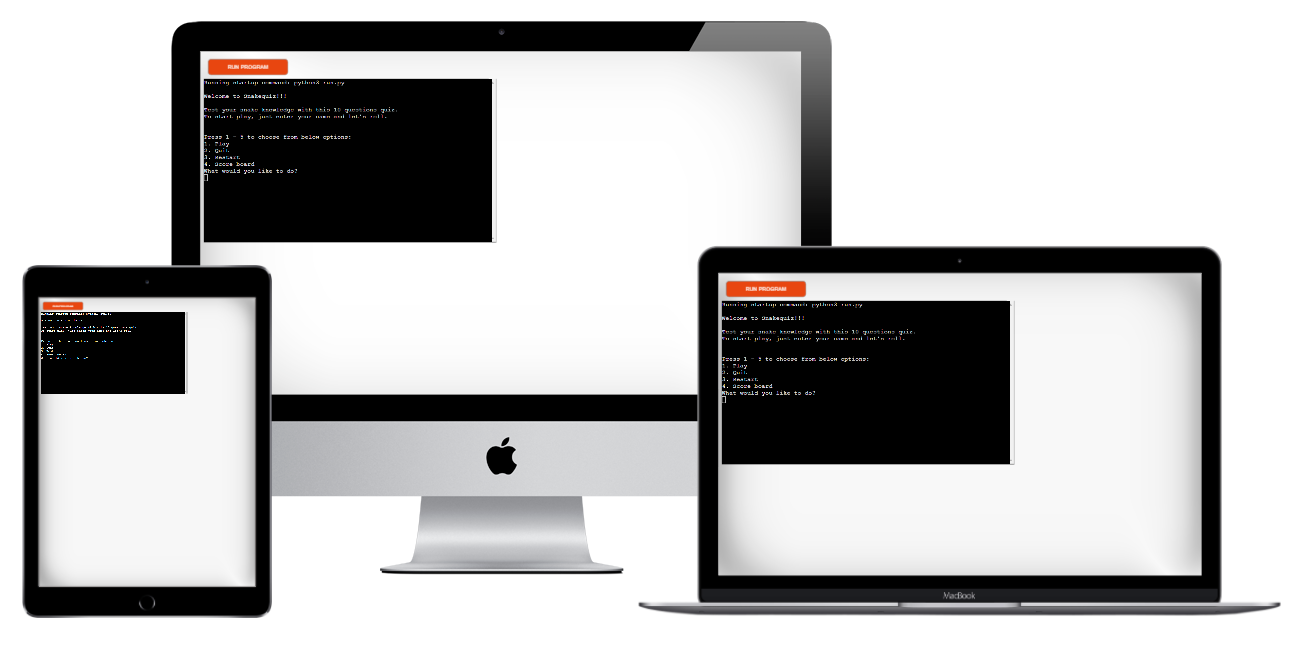 RUN PROGRAM
Running startup command: python3 run.py
Welcome to Snakequiz!!!
Test your snake knowledge with this 10 questions quiz.
To start play, just enter your name and let's roll.
Press 1 - 5 to choose from below options:
1. Play
2. Quit
3. Restart
4. Score board
What would you like to do?
RUN PROGRAM
Running startup command: python3 run.py
Welcome to Snakequiz!!!
Test your snake knowledge with this 10 questions quiz.
To start play, just enter your name and let's roll.
Press 1 - 5 to choose from below options:
1. Play
2. Quit
3. Restart
4. Score board
What would you like to do?
MacBook